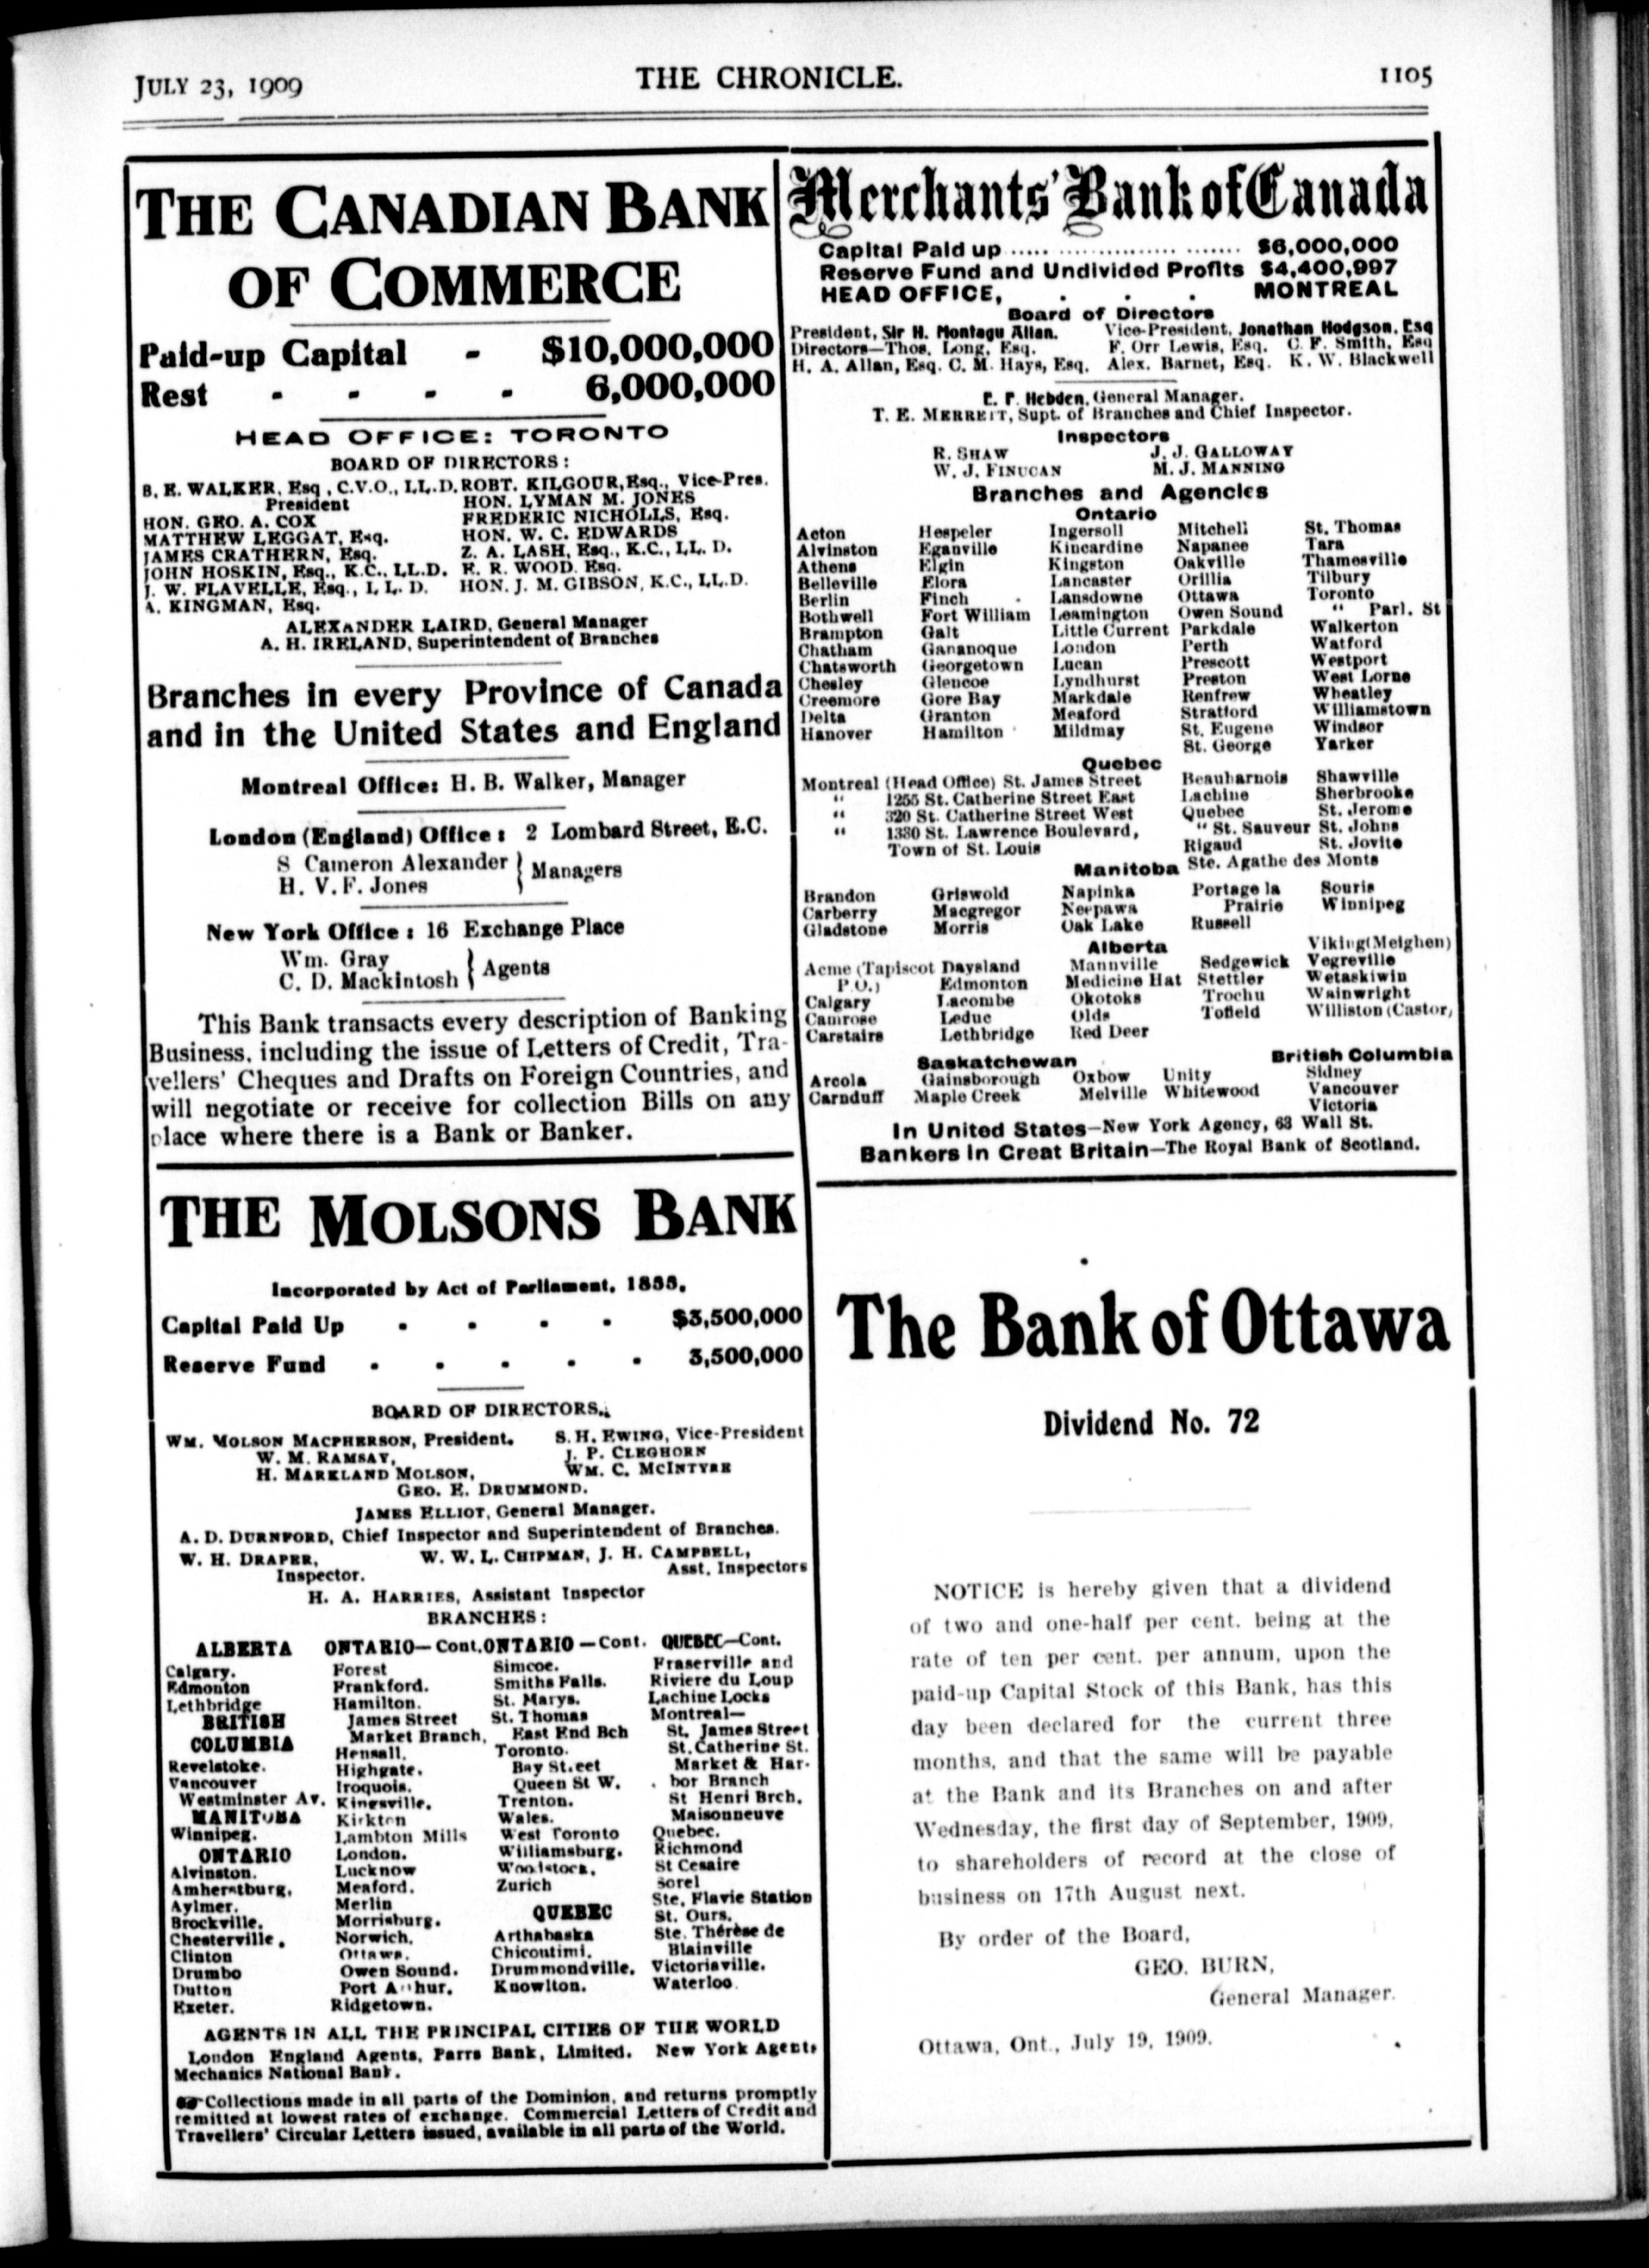 JULY 23, 1909 THE CHRONICLE. 1105
THE CANADIAN BANK
OF COMMERCE
Paid-up Capital - $10,000,000
Rest - - - - 6,000,000
HEAD OFFICE: TORONTO
BOARD OF DIRECTORS:
B. E. WALKER, Esq., C.V.O., LL.D. ROBT. KILGOUR, Esq., Vice-Pres.
President HON. LYMAN M. JONES
HON. GEO. A. COX FREDERIC NICHOLLS, Esq.
MATTHEW LEGGAT, Esq. HON. W. C. EDWARDS
JAMES CRATHERN, Esq. Z. A. LASH, Esq., K.C., LL. D.
JOHN HOSKIN, Esq., K.C., LL.D. E. R. WOOD. Esq.
J. W. FLAVELLE, Esq., L L. D. HON. J. M. GIBSON, K.C., LL.D.
A. KINGMAN, Esq.
ALEXANDER LAIRD, General Manager
A. H. IRELAND, Superintendent of Branches
Branches in every Province of Canada
and in the United States and England
Montreal Office: H. B. Walker, Manager
London (England) Office : 2 Lombard Street, E.C.
S Cameron Alexander } Managers
H. V. F. Jones
New York Office : 16 Exchange Place
Wm. Gray } Agents
C. D. Mackintosh
This Bank transacts every description of Banking
Business, including the issue of Letters of Credit, Tra-
vellers' Cheques and Drafts on Foreign Countries, and
will negotiate or receive for collection Bills on any
place where there is a Bank or Banker.
Merchants' Bank of Canada
Capital Paid up ..... ................... ....... $6,000,000
Reserve Fund and Undivided Profits $4,400,997
HEAD OFFICE, . . . MONTREAL
Board of Directors
President, Sir H. Montagu Allan. Vice-President, Jonathan Hodgson, Esq
Directors—Thos. Long, Esq. F. Orr Lewis, Esq. C. F. Smith, Esq
H. A. Allan, Esq. C. M. Hays, Esq. Alex. Barnet, Esq. K. W. Blackwell
E. F. Hebden, General Manager.
T. E. MERRETT, Supt. of Branches and Chief Inspector.
Inspectors
R. SHAW J. J. GALLOWAY
W. J. FINUCAN M. J. MANNING
Branches and Agencies
Ontario
Acton Hespeler Ingersoll Mitchell St. Thomas
Alvinston Eganville Kincardine Napanee Tara
Athens Elgin Kingston Oakville Thamesville
Belleville Elora Lancaster Orillia Tilbury
Berlin Finch Lansdowne Ottawa Toronto
Bothwell Fort William Leamington Owen Sound " Parl. St
Brampton Galt Little Current Parkdale Walkerton
Chatham Gananoque London Perth Watford
Chatsworth Georgetown Lucan Prescott Westport
Chesley Glencoe Lyndhurst Preston West Lorne
Creemore Gore Bay Markdale Renfrew Wheatley
Delta Granton Meaford Stratford Williamstown
Hanover Hamilton Mildmay St. Eugene Windsor
St. George Yarker
Quebec
Montreal (Head Office) St. James Street Beauharnois Shawville
" 1255 St. Catherine Street East Lachine Sherbrooke
" 320 St. Catherine Street West Quebec St. Jerome
" 1330 St. Lawrence Boulevard, " St. Sauveur St. Johns
Town of St. Louis Rigaud St. Jovite
Ste. Agathe des Monts
Manitoba
Brandon Griswold Napinka Portage la Souris
Carberry Macgregor Neepawa Prairie Winnipeg
Gladstone Morris Oak Lake Russell
Alberta Viking(Meighen)
Acme (Tapiscot Daysland Mannville Sedgewick Vegreville
P.O.) Edmonton Medicine Hat Stettler Wetaskiwin
Calgary Lacombe Okotoks Trochu Wainwright
Camrose Leduc Olds Tofield Williston (Castor,
Carstairs Lethbridge Red Deer
Saskatchewan British Columbia
Arcola Gainsborough Oxbow Unity Sidney
Carnduff Maple Creek Melville Whitewood Vancouver
Victoria
In United States—New York Agency, 63 Wall St.
Bankers in Great Britain—The Royal Bank of Scotland.
THE MOLSONS BANK
Incorporated by Act of Parliament, 1855.
Capital Paid Up - - - - $3,500,000
Reserve Fund - - - - - 3,500,000
BOARD OF DIRECTORS.
WM. MOLSON MACPHERSON, President. S. H. EWING, Vice-President
W. M. RAMSAY, J. P. CLEGHORN
H. MARKLAND MOLSON, WM. C. MCINTYRE
GEO. E. DRUMMOND.
JAMES ELLIOT, General Manager.
A. D. DURNFORD, Chief Inspector and Superintendent of Branches.
W. H. DRAPER, W. W. L. CHIPMAN, J. H. CAMPBELL,
Inspector. Asst. Inspectors
H. A. HARRIES, Assistant Inspector
BRANCHES:
ALBERTA
Calgary.
Edmonton
Lethbridge
BRITISH
COLUMBIA
Revelstoke.
Vancouver
Westminster Av.
MANITOBA
Winnipeg.
ONTARIO
Alvinston.
Amherstburg.
Aylmer.
Brockville.
Chesterville.
Clinton
Drumbo
Dutton
Exeter.
ONTARIO—Cont.
Forest
Frankford.
Hamilton.
James Street
Market Branch,
Hensall.
Highgate.
Iroquois.
Kingsville.
Kirkton
Lambton Mills
London.
Lucknow
Meaford.
Merlin
Morrisburg.
Norwich.
Ottawa.
Owen Sound.
Port Arthur.
Ridgetown.
ONTARIO—Cont.
Simcoe.
Smiths Falls.
St. Marys.
St. Thomas
East End Bch
Toronto.
Bay Street
Queen St W.
Trenton.
Wales.
West Toronto
Williamsburg.
Woodstock.
Zurich
QUEBEC
Arthabaska
Chicoutimi.
Drummondville.
Knowlton.
QUEBEC—Cont.
Fraserville and
Riviere du Loup
Lachine Locks
Montreal—
St. James Street
St. Catherine St.
Market & Har-
bor Branch
St Henri Brch.
Maisonneuve
Quebec.
Richmond
St Cesaire
Sorel
Ste. Flavie Station
St. Ours.
Ste. Thérèse de
Blainville
Victoriaville.
Waterloo.
AGENTS IN ALL THE PRINCIPAL CITIES OF THE WORLD
London England Agents, Parrs Bank, Limited. New York Agents
Mechanics National Bank.
☞Collections made in all parts of the Dominion, and returns promptly
remitted at lowest rates of exchange. Commercial Letters of Credit and
Travellers' Circular Letters issued, available in all parts of the World.
The Bank of Ottawa
Dividend No. 72
NOTICE is hereby given that a dividend
of two and one-half per cent. being at the
rate of ten per cent. per annum, upon the
paid-up Capital Stock of this Bank, has this
day been declared for the current three
months, and that the same will be payable
at the Bank and its Branches on and after
Wednesday, the first day of September, 1909,
to shareholders of record at the close of
business on 17th August next.
By order of the Board,
GEO. BURN,
General Manager.
Ottawa, Ont., July 19, 1909.